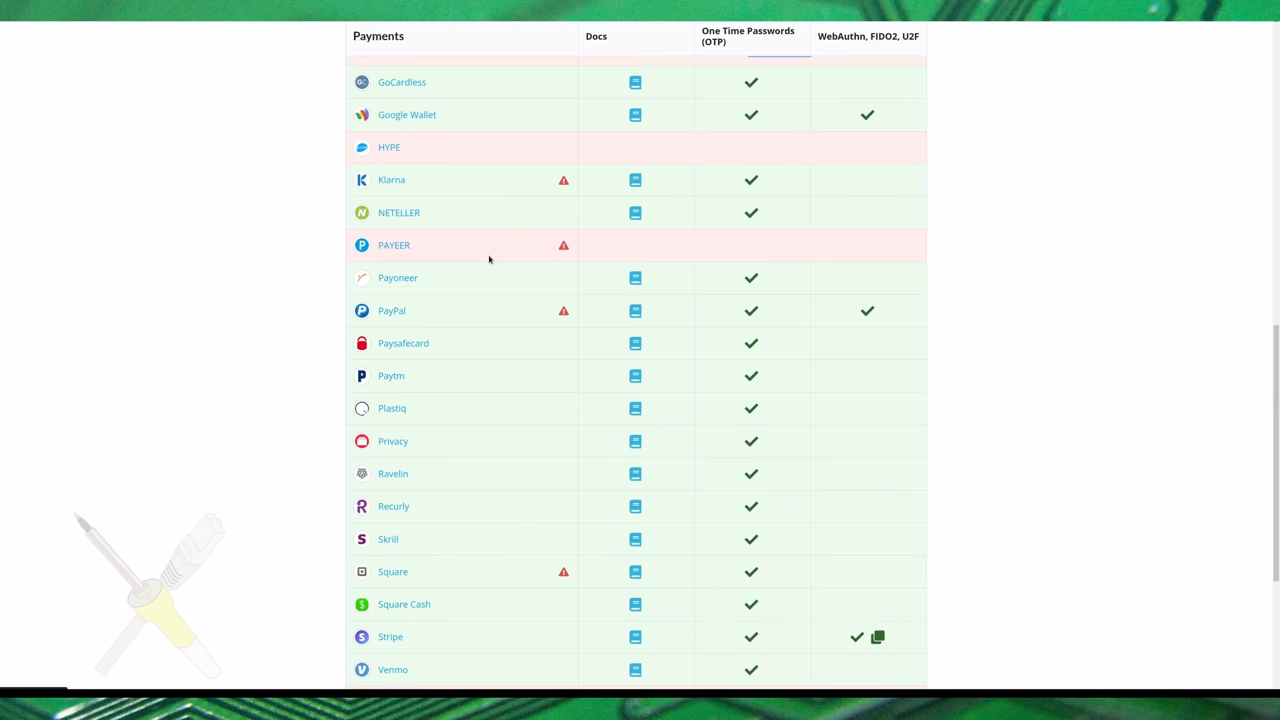 Payments Docs One Time Passwords (OTP) WebAuthn, FIDO2, U2F
GoCardless
Google Wallet
HYPE
Klarna
NETELLER
PAYEER
Payoneer
PayPal
Paysafecard
Paytm
Plastiq
Privacy
Ravelin
Recurly
Skrill
Square
Square Cash
Stripe
Venmo